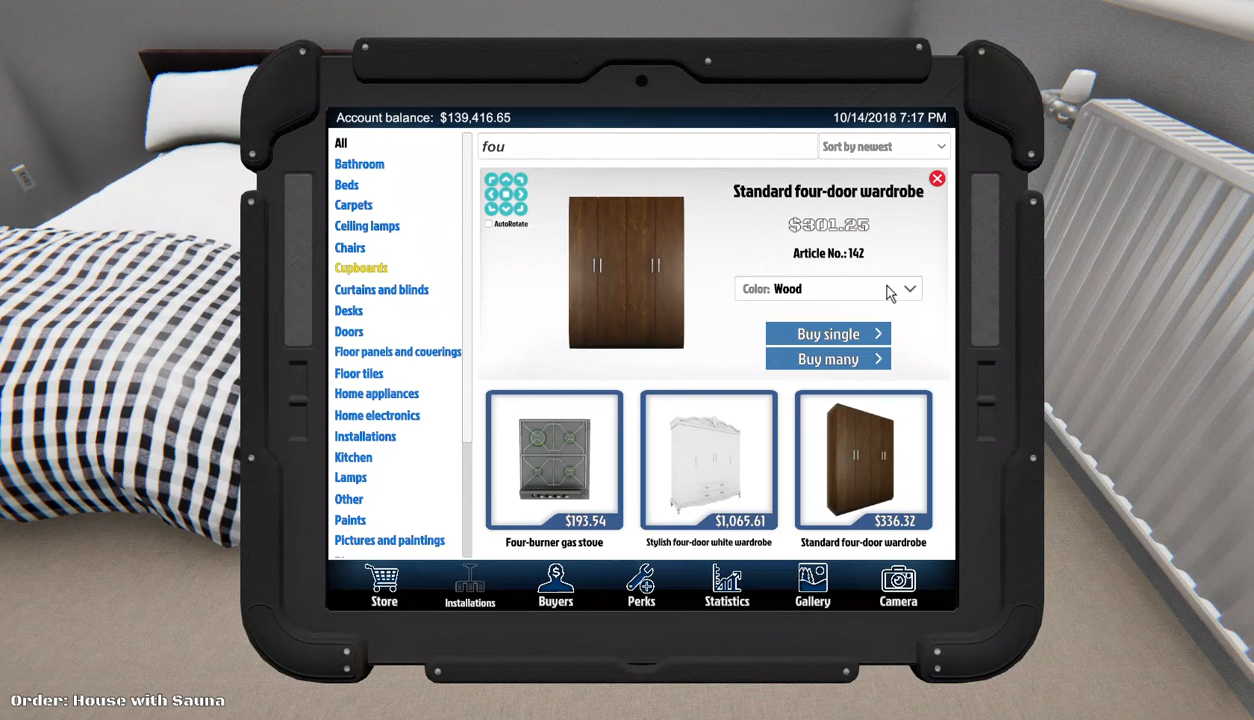 Account balance: $139,416.65
10/14/2018 7:17 PM
All
Bathroom
Beds
Carpets
Ceiling lamps
Chairs
Cupboards
Curtains and blinds
Desks
Doors
Floor panels and coverings
Floor tiles
Home appliances
Home electronics
Installations
Kitchen
Lamps
Other
Paints
Pictures and paintings
fou
Sort by newest
AutoRotate
Standard four-door wardrobe
$301.25
Article No.: 142
Color: Wood
Buy single
Buy many
$193.54
Four-burner gas stove
$1,065.61
Stylish four-door white wardrobe
$336.32
Standard four-door wardrobe
Store
Installations
Buyers
Perks
Statistics
Gallery
Camera
Order: House with Sauna